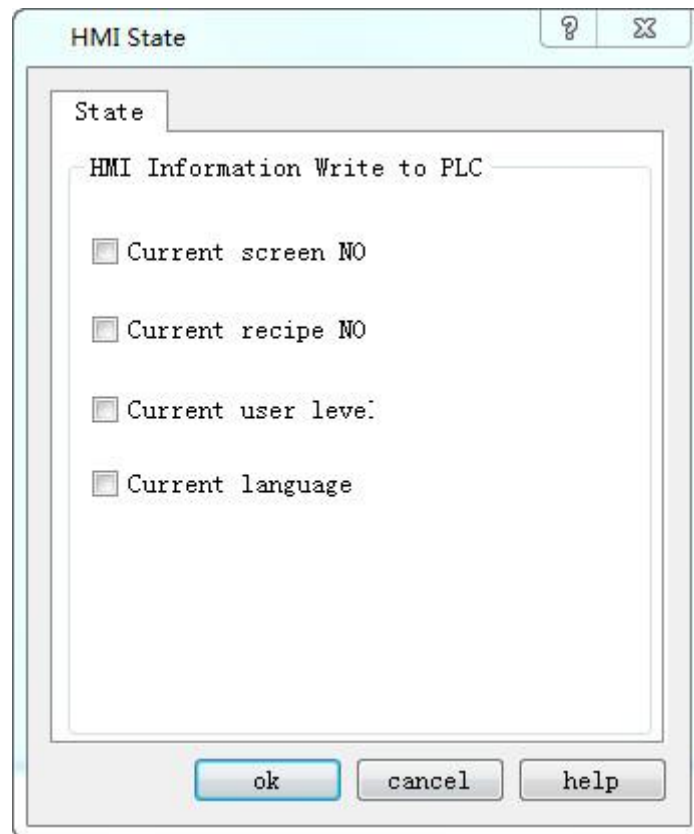 HMI State
State
HMI Information Write to PLC
Current screen NO
Current recipe NO
Current user level
Current language
ok cancel help